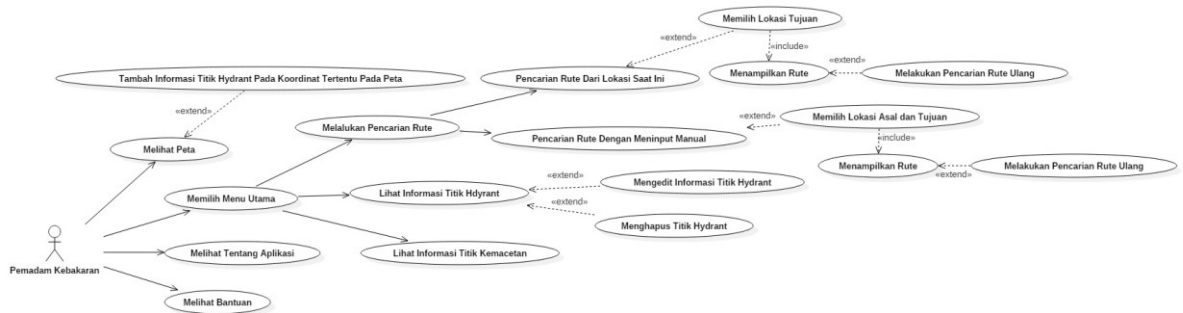 Memilih Lokasi Tujuan
«extend»
«include»
«extend»
Tambah Informasi Titik Hydrant Pada Koordinat Tertentu Pada Peta
Pencarian Rute Dari Lokasi Saat Ini
Menampilkan Rute
Melakukan Pencarian Rute Ulang
«extend»
Melalukan Pencarian Rute
«extend»
Memilih Lokasi Asal dan Tujuan
Pencarian Rute Dengan Meninput Manual
«include»
Melihat Peta
Menampilkan Rute
Melakukan Pencarian Rute Ulang
«extend»
«extend»
Mengedit Informasi Titik Hydrant
Memilih Menu Utama
Lihat Informasi Titik Hdyrant
«extend»
Menghapus Titik Hydrant
Melihat Tentang Aplikasi
Lihat Informasi Titik Kemacetan
Pemadam Kebakaran
Melihat Bantuan